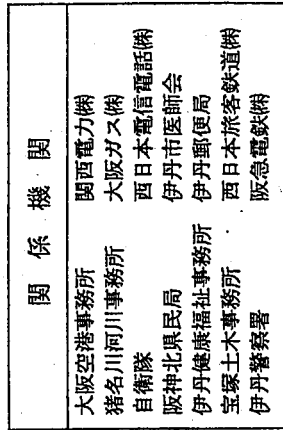 関係機関
大阪空港事務所 関西電力㈱
猪名川河川事務所 大阪ガス㈱
自衛隊 西日本電信電話㈱
阪神北県民局 伊丹市医師会
伊丹健康福祉事務所 伊丹郵便局
宝塚土木事務所 西日本旅客鉄道㈱
伊丹警察署 阪急電鉄㈱